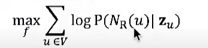 max_f ∑_{u ∈ V} log P(N_R(u)| 𝐳_u)